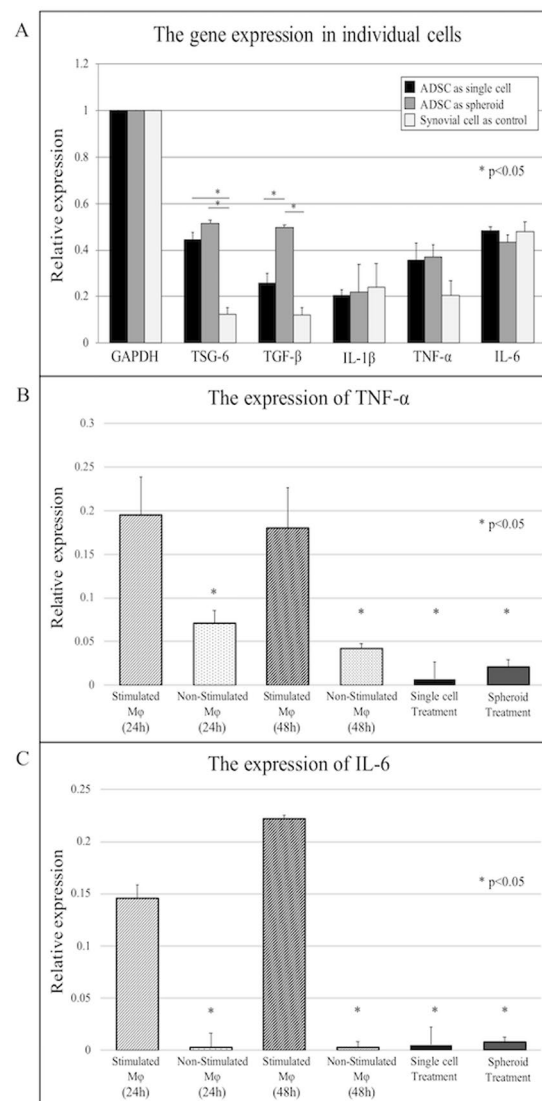 A
The gene expression in individual cells
Relative expression
1.2
1
0.8
0.6
0.4
0.2
0
ADSC as single cell
ADSC as spheroid
Synovial cell as control
* p<0.05
*
*
*
*
GAPDH TSG-6 TGF-β IL-1β TNF-α IL-6
B
The expression of TNF-α
Relative expression
0.3
0.25
0.2
0.15
0.1
0.05
0
* p<0.05
* * * *
Stimulated Non-Stimulated Stimulated Non-Stimulated Single cell Spheroid
Mφ Mφ Mφ Mφ Treatment Treatment
(24h) (24h) (48h) (48h)
C
The expression of IL-6
Relative expression
0.25
0.2
0.15
0.1
0.05
0
* p<0.05
* * * *
Stimulated Non-Stimulated Stimulated Non-Stimulated Single cell Spheroid
Mφ Mφ Mφ Mφ Treatment Treatment
(24h) (24h) (48h) (48h)